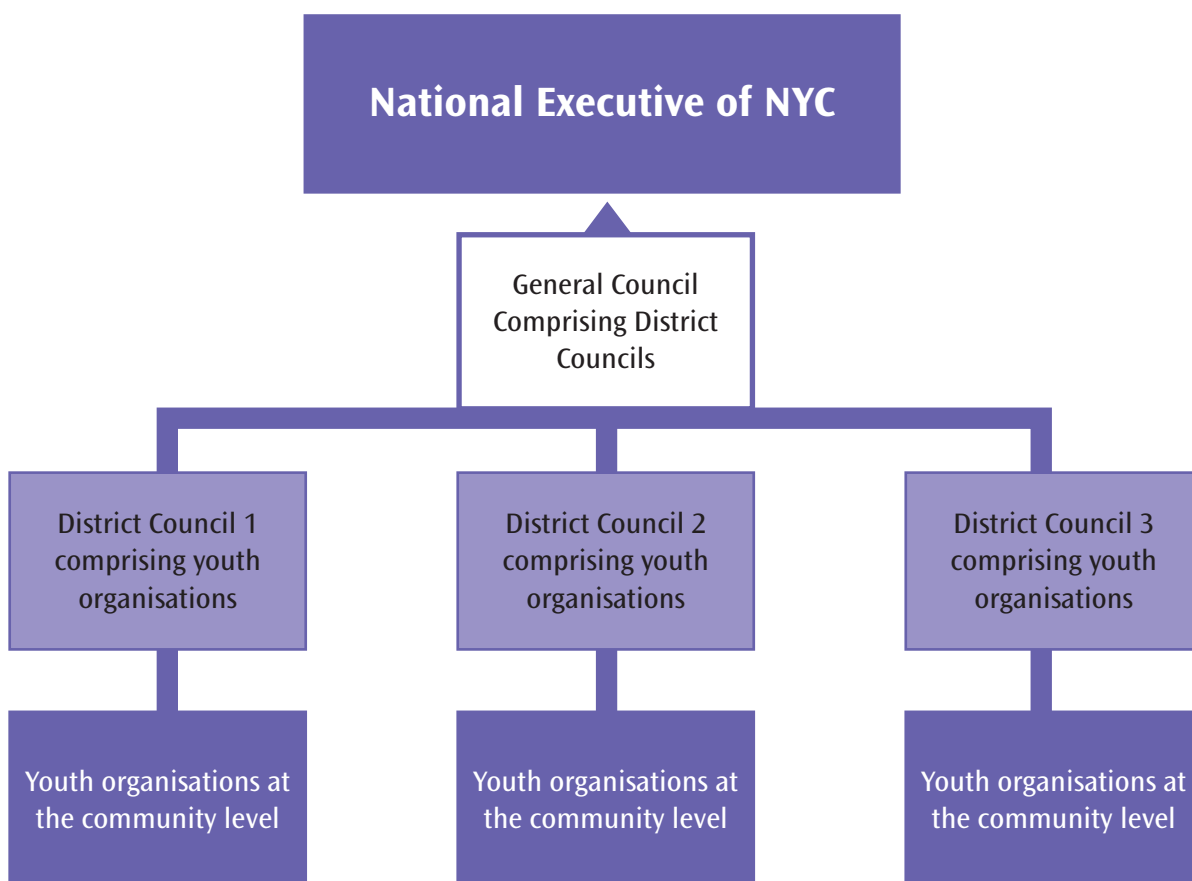 National Executive of NYC
General Council
Comprising District
Councils
District Council 1
comprising youth
organisations
District Council 2
comprising youth
organisations
District Council 3
comprising youth
organisations
Youth organisations at
the community level
Youth organisations at
the community level
Youth organisations at
the community level